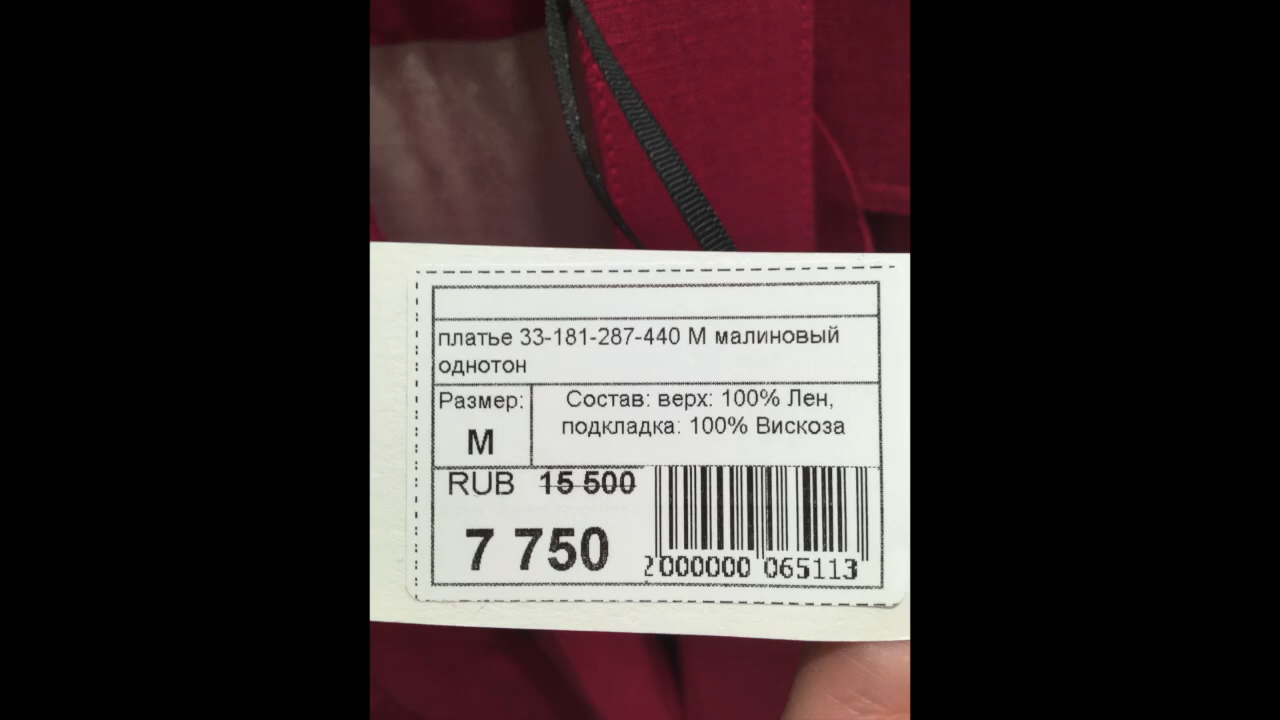 платье 33-181-287-440 М малиновый
однотон
Размер:
М
Состав: верх: 100% Лен,
подкладка: 100% Вискоза
RUB 15 500
7 750
2000000 065113